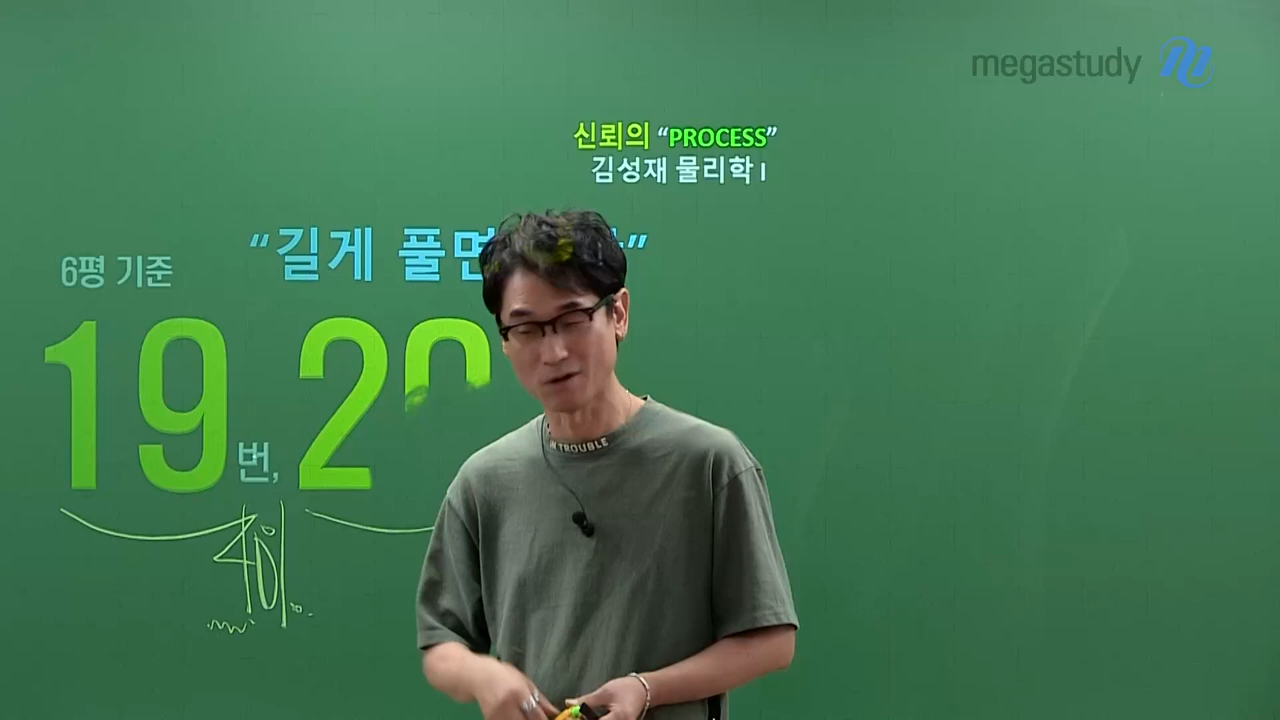 megastudy
신뢰의 “PROCESS”
김성재 물리학 I
“길게 풀면
6평 기준
19번, 20
IN TROUBLE